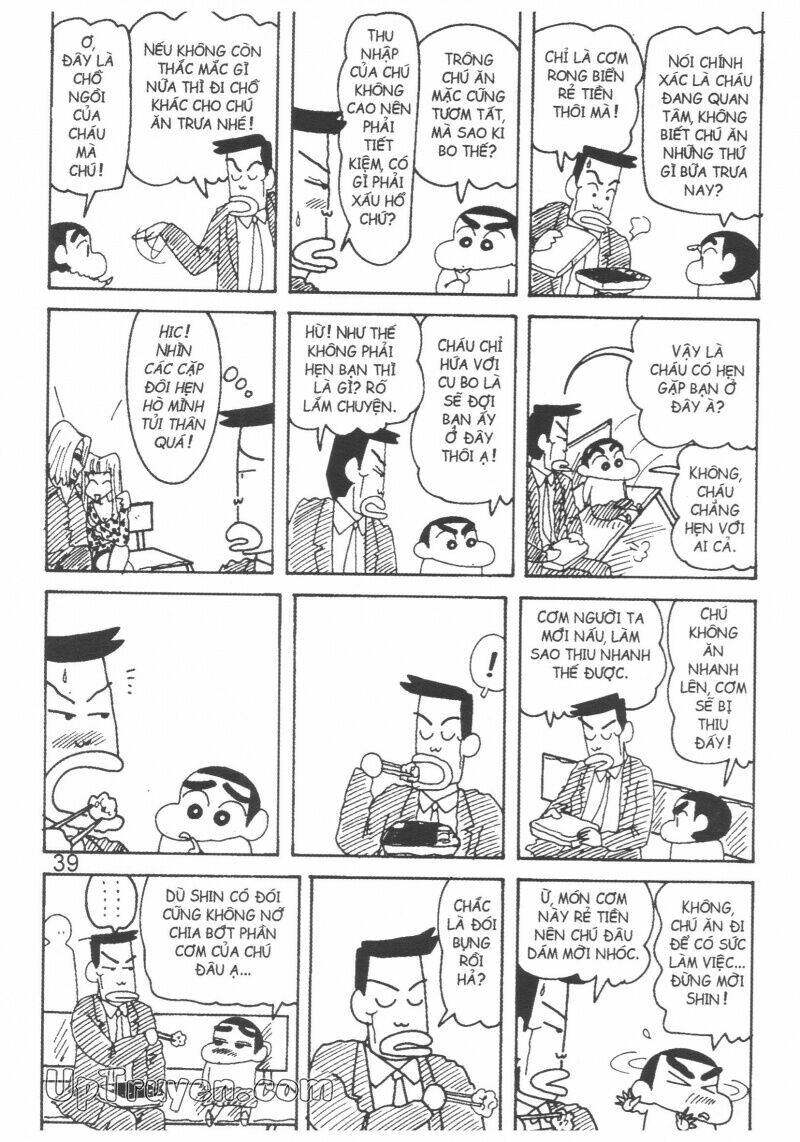 NÓI CHÍNH
XÁC LÀ CHÁU
ĐANG QUAN
TÂM, KHÔNG
BIẾT CHÚ ĂN
NHỮNG THỨ
GÌ BỮA TRƯA
NAY?
CHỈ LÀ CƠM
RONG BIỂN
RẺ TIỀN
THÔI MÀ!
TRÔNG
CHÚ ĂN
MẶC CŨNG
TƯƠM TẤT,
MÀ SAO KI
BO THẾ?
THU
NHẬP
CỦA CHÚ
KHÔNG
CAO NÊN
PHẢI
TIẾT
KIỆM, CÓ
GÌ PHẢI
XẤU HỔ
CHỨ?
NẾU KHÔNG CÒN
THẮC MẮC GÌ
NỮA THÌ ĐI CHỖ
KHÁC CHO CHÚ
ĂN TRƯA NHÉ!
Ơ,
ĐÂY LÀ
CHỖ
NGỒI
CỦA
CHÁU
MÀ
CHÚ!
VẬY LÀ
CHÁU CÓ HẸN
GẶP BẠN Ở
ĐÂY À?
KHÔNG,
CHÁU
CHẲNG
HẸN VỚI
AI CẢ.
CHÁU CHỈ
HỨA VỚI
CU BO LÀ
SẼ ĐỢI
BẠN ẤY
Ở ĐÂY
THÔI Ạ!
HỪ! NHƯ THẾ
KHÔNG PHẢI
HẸN BẠN THÌ
LÀ GÌ? RỐ
LẮM CHUYỆN.
HIC!
NHÌN
CÁC CẶP
ĐÔI HẸN
HÒ MÌNH
TỦI THÂN
QUÁ!
CHÚ
KHÔNG
ĂN
NHANH
LÊN, CƠM
SẼ BỊ
THIU
ĐẤY!
CƠM NGƯỜI TA
MỚI NẤU, LÀM
SAO THIU NHANH
THẾ ĐƯỢC.
!
39
KHÔNG,
CHÚ ĂN ĐI
ĐỂ CÓ SỨC
LÀM VIỆC...
ĐỪNG MỜI
SHIN!
Ừ, MÓN CƠM
NÀY RẺ TIỀN
NÊN CHÚ ĐÂU
DÁM MỜI NHÓC.
CHẮC
LÀ ĐÓI
BỤNG
RỒI
HẢ?
DÙ SHIN CÓ ĐÓI
CŨNG KHÔNG NỠ
CHIA BỚT PHẦN
CƠM CỦA CHÚ
ĐÂU Ạ...
UpTruyen.com